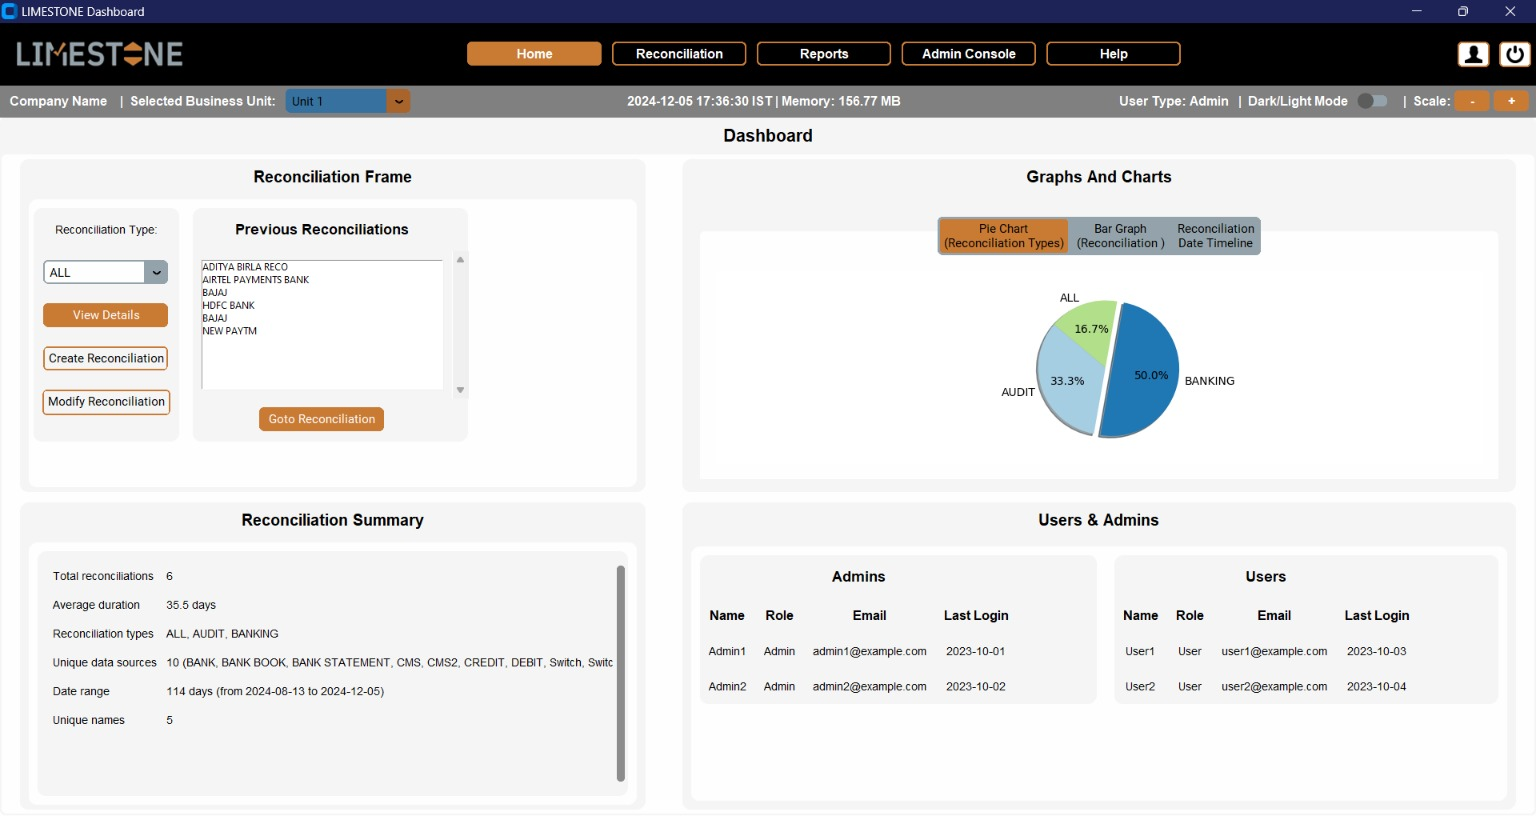 LIMESTONE Dashboard
LIMESTONE
Home
Reconciliation
Reports
Admin Console
Help
Company Name | Selected Business Unit: Unit 1
2024-12-05 17:36:30 IST | Memory: 156.77 MB
User Type: Admin | Dark/Light Mode | Scale: - +
Dashboard
Reconciliation Frame
Reconciliation Type:
ALL
View Details
Create Reconciliation
Modify Reconciliation
Previous Reconciliations
ADITYA BIRLA RECO
AIRTEL PAYMENTS BANK
BAJAJ
HDFC BANK
BAJAJ
NEW PAYTM
Goto Reconciliation
Graphs And Charts
Pie Chart
(Reconciliation Types)
Bar Graph
(Reconciliation )
Reconciliation
Date Timeline
ALL
16.7%
33.3%
50.0%
AUDIT
BANKING
Reconciliation Summary
Total reconciliations 6
Average duration 35.5 days
Reconciliation types ALL, AUDIT, BANKING
Unique data sources 10 (BANK, BANK BOOK, BANK STATEMENT, CMS, CMS2, CREDIT, DEBIT, Switch, Switc
Date range 114 days (from 2024-08-13 to 2024-12-05)
Unique names 5
Users & Admins
Admins
Name Role Email Last Login
Admin1 Admin admin1@example.com 2023-10-01
Admin2 Admin admin2@example.com 2023-10-02
Users
Name Role Email Last Login
User1 User user1@example.com 2023-10-03
User2 User user2@example.com 2023-10-04